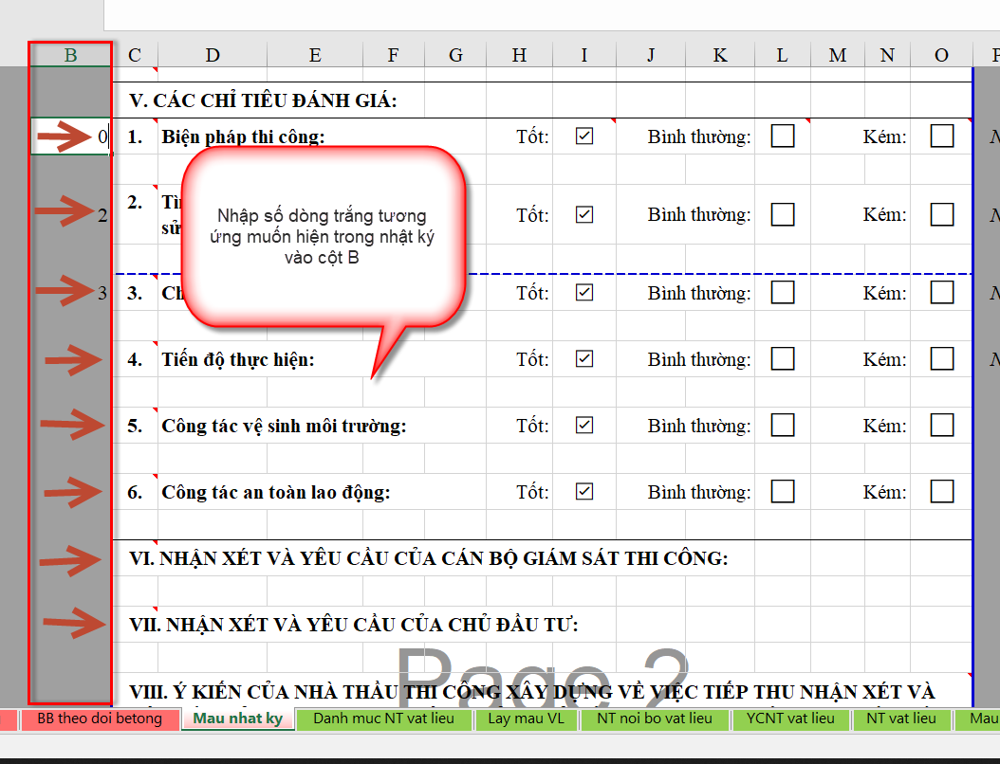 B C D E F G H I J K L M N O
V. CÁC CHỈ TIÊU ĐÁNH GIÁ:
0 1. Biện pháp thi công: Tốt: Bình thường: Kém:
2 2. Tốt: Bình thường: Kém:
3 3. Tốt: Bình thường: Kém:
Nhập số dòng trắng tương
ứng muốn hiện trong nhật ký
vào cột B
4. Tiến độ thực hiện: Tốt: Bình thường: Kém:
5. Công tác vệ sinh môi trường: Tốt: Bình thường: Kém:
6. Công tác an toàn lao động: Tốt: Bình thường: Kém:
VI. NHẬN XÉT VÀ YÊU CẦU CỦA CÁN BỘ GIÁM SÁT THI CÔNG:
VII. NHẬN XÉT VÀ YÊU CẦU CỦA CHỦ ĐẦU TƯ:
Page 2
VIII. Ý KIẾN CỦA NHÀ THẦU THI CÔNG XÂY DỰNG VỀ VIỆC TIẾP THU NHẬN XÉT VÀ
BB theo doi betong Mau nhat ky Danh muc NT vat lieu Lay mau VL NT noi bo vat lieu YCNT vat lieu NT vat lieu Mau